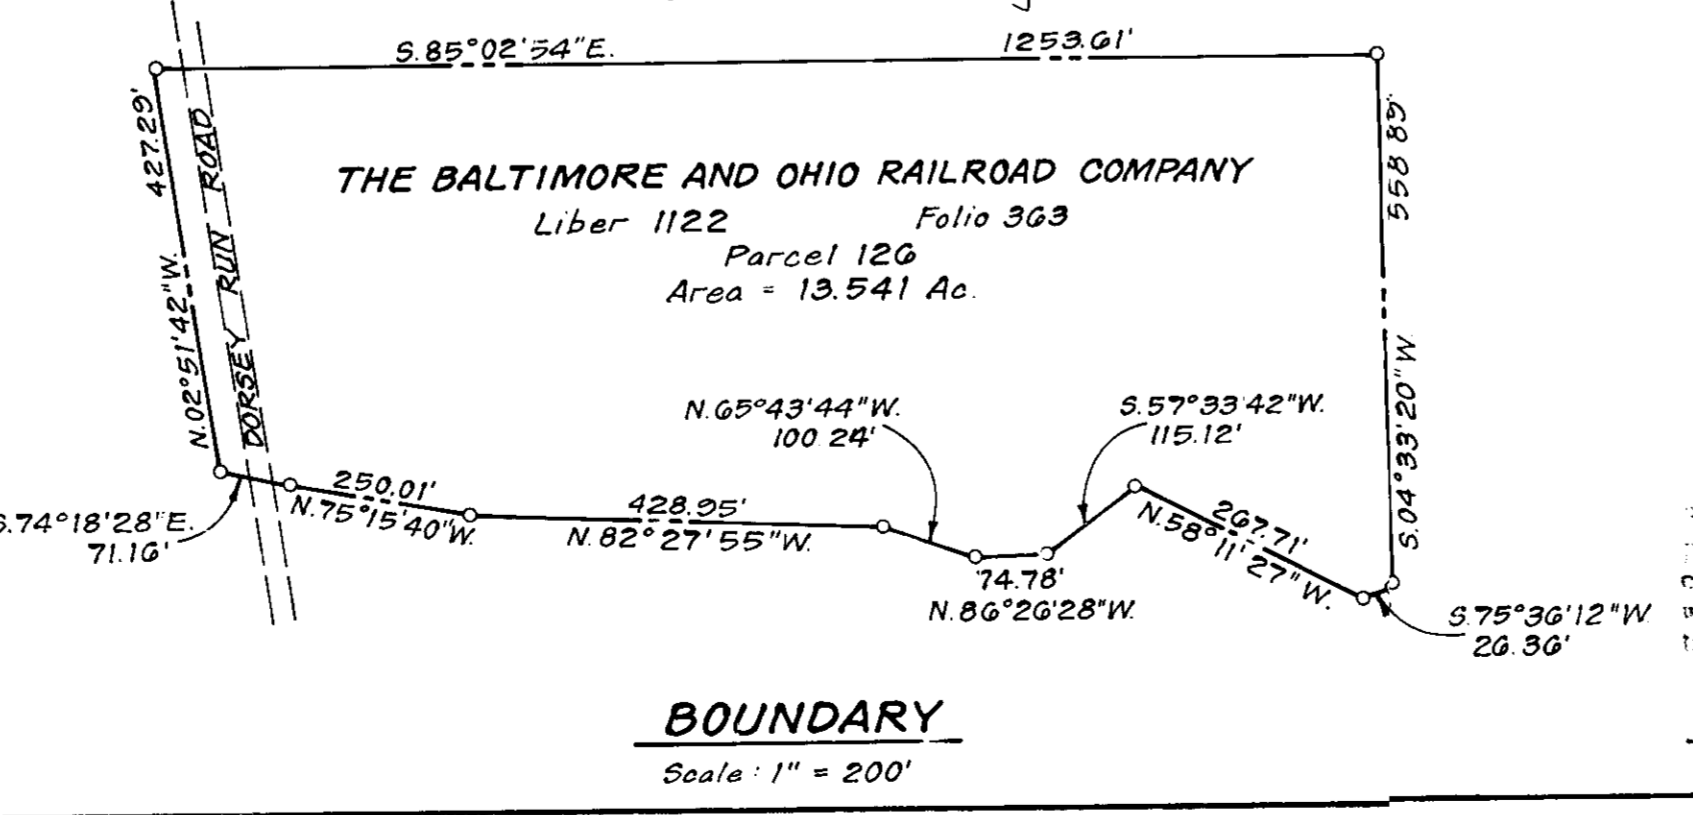 S.85°02'54"E.
1253.61'
427.29'
N.02°51'42"W.
DORSEY RUN ROAD
558.89'
S.04°33'20"W
THE BALTIMORE AND OHIO RAILROAD COMPANY
Liber 1122 Folio 363
Parcel 126
Area = 13.541 Ac.
N.65°43'44"W.
100.24'
S.57°33'42"W.
115.12'
S.74°18'28"E.
71.16'
250.01'
N.75°15'40"W.
428.95'
N.82°27'55"W.
74.78'
N.86°26'28"W.
267.71'
N.58°11'27"W.
S.75°36'12"W
26.36'
BOUNDARY
Scale : 1" = 200'